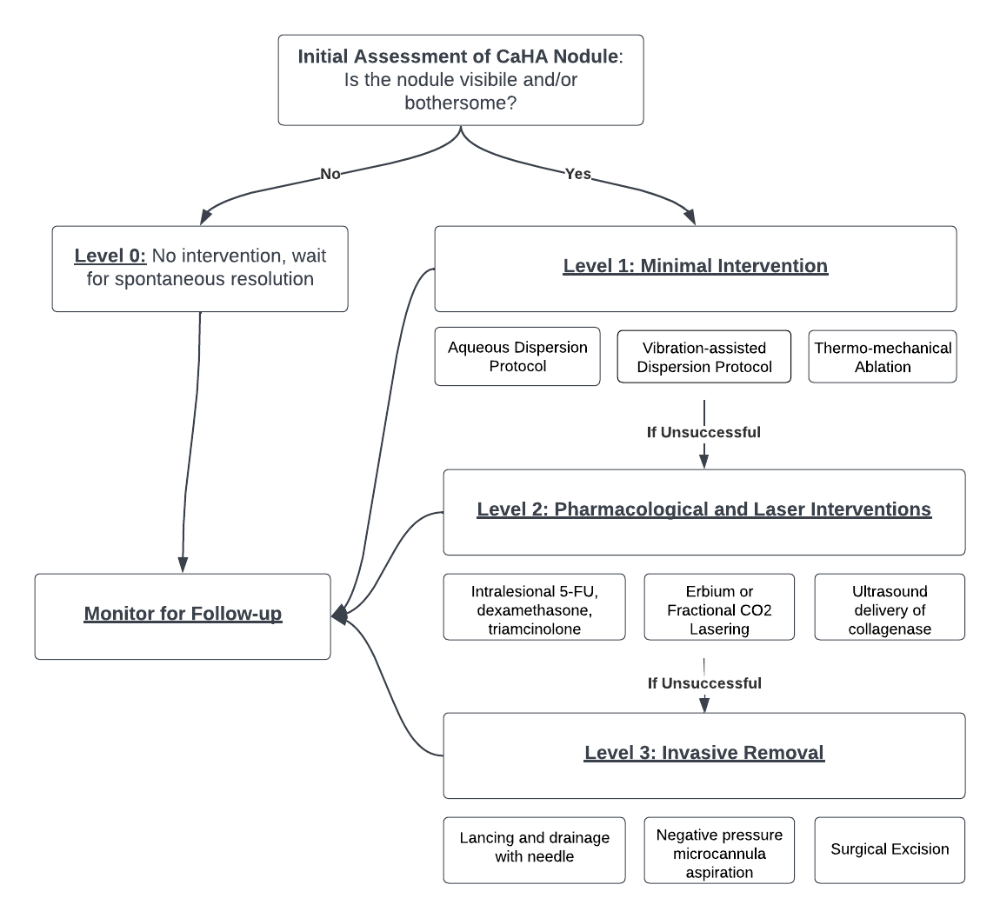 Initial Assessment of CaHA Nodule:
Is the nodule visibile and/or
bothersome?
No
Yes
Level 0: No intervention, wait
for spontaneous resolution
Level 1: Minimal Intervention
Aqueous Dispersion
Protocol
Vibration-assisted
Dispersion Protocol
Thermo-mechanical
Ablation
If Unsuccessful
Level 2: Pharmacological and Laser Interventions
Monitor for Follow-up
Intralesional 5-FU,
dexamethasone,
triamcinolone
Erbium or
Fractional CO2
Lasering
Ultrasound
delivery of
collagenase
If Unsuccessful
Level 3: Invasive Removal
Lancing and drainage
with needle
Negative pressure
microcannula
aspiration
Surgical Excision